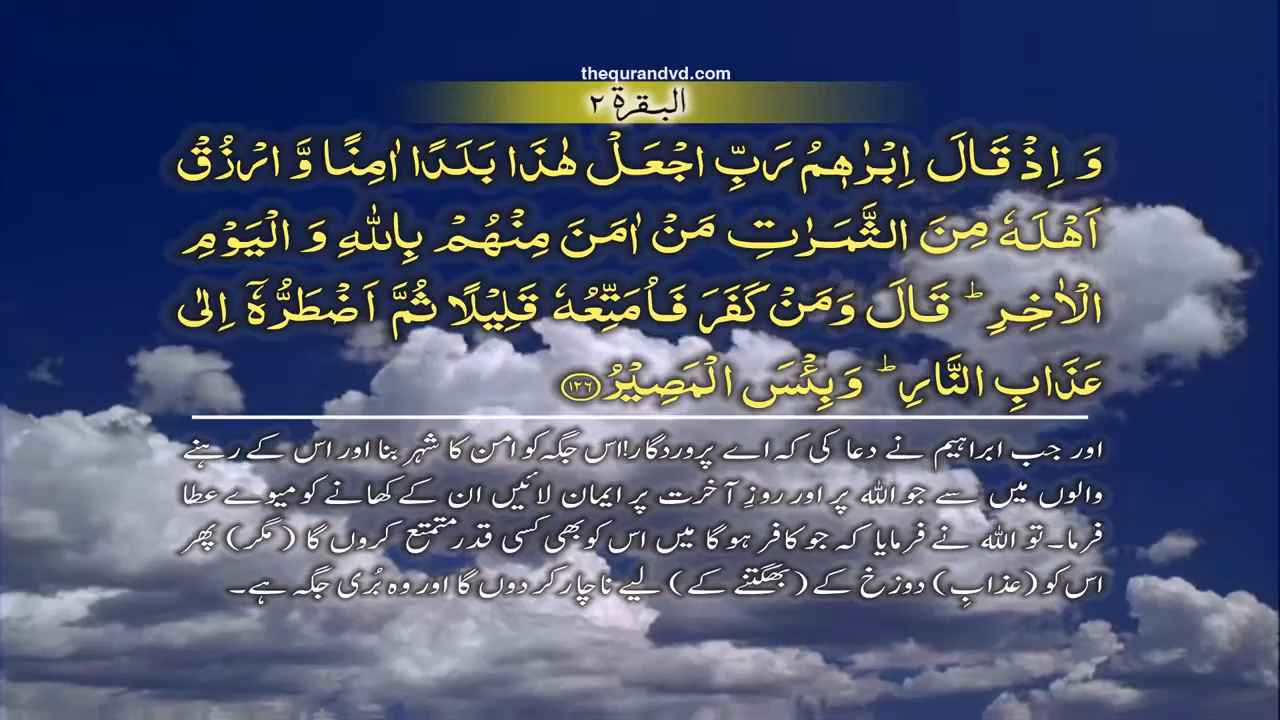 thequrandvd.com
البقرة ٢
وَ اِذْ قَالَ اِبْرٰهٖمُ رَبِّ اجْعَلْ هٰذَا بَلَدًا اٰمِنًا وَّ ارْزُقْ
اَهْلَهٗ مِنَ الثَّمَرٰتِ مَنْ اٰمَنَ مِنْهُمْ بِاللّٰهِ وَ الْیَوْمِ
الْاٰخِرِ ؕ قَالَ وَمَنْ كَفَرَ فَاُمَتِّعُهٗ قَلِیْلًا ثُمَّ اَضْطَرُّهٗۤ اِلٰى
عَذَابِ النَّارِ ؕ وَبِئْسَ الْمَصِیْرُ ﴿۱۲۶﴾
اور جب ابراہیم نے دعا کی کہ اے پروردگار! اس جگہ کو امن کا شہر بنا اور اس کے رہنے
والوں میں سے جو اللہ پر اور روزِ آخرت پر ایمان لائیں ان کے کھانے کو میوے عطا
فرما۔ تو اللہ نے فرمایا کہ جو کافر ہو گا میں اس کو بھی کسی قدر متمتع کروں گا (مگر) پھر
اس کو (عذابِ) دوزخ کے (بھگتنے کے) لیے ناچار کر دوں گا اور وہ بُری جگہ ہے۔